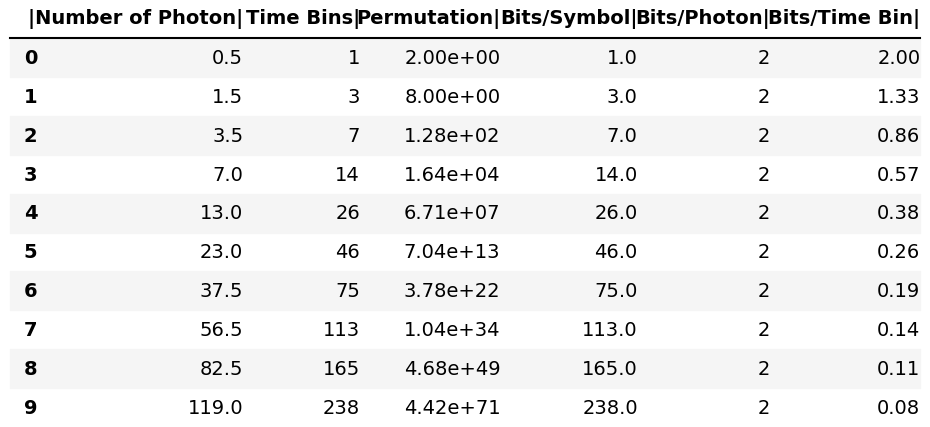 |Number of Photon| Time Bins|Permutation|Bits/Symbol|Bits/Photon|Bits/Time Bin|
0 0.5 1 2.00e+00 1.0 2 2.00
1 1.5 3 8.00e+00 3.0 2 1.33
2 3.5 7 1.28e+02 7.0 2 0.86
3 7.0 14 1.64e+04 14.0 2 0.57
4 13.0 26 6.71e+07 26.0 2 0.38
5 23.0 46 7.04e+13 46.0 2 0.26
6 37.5 75 3.78e+22 75.0 2 0.19
7 56.5 113 1.04e+34 113.0 2 0.14
8 82.5 165 4.68e+49 165.0 2 0.11
9 119.0 238 4.42e+71 238.0 2 0.08